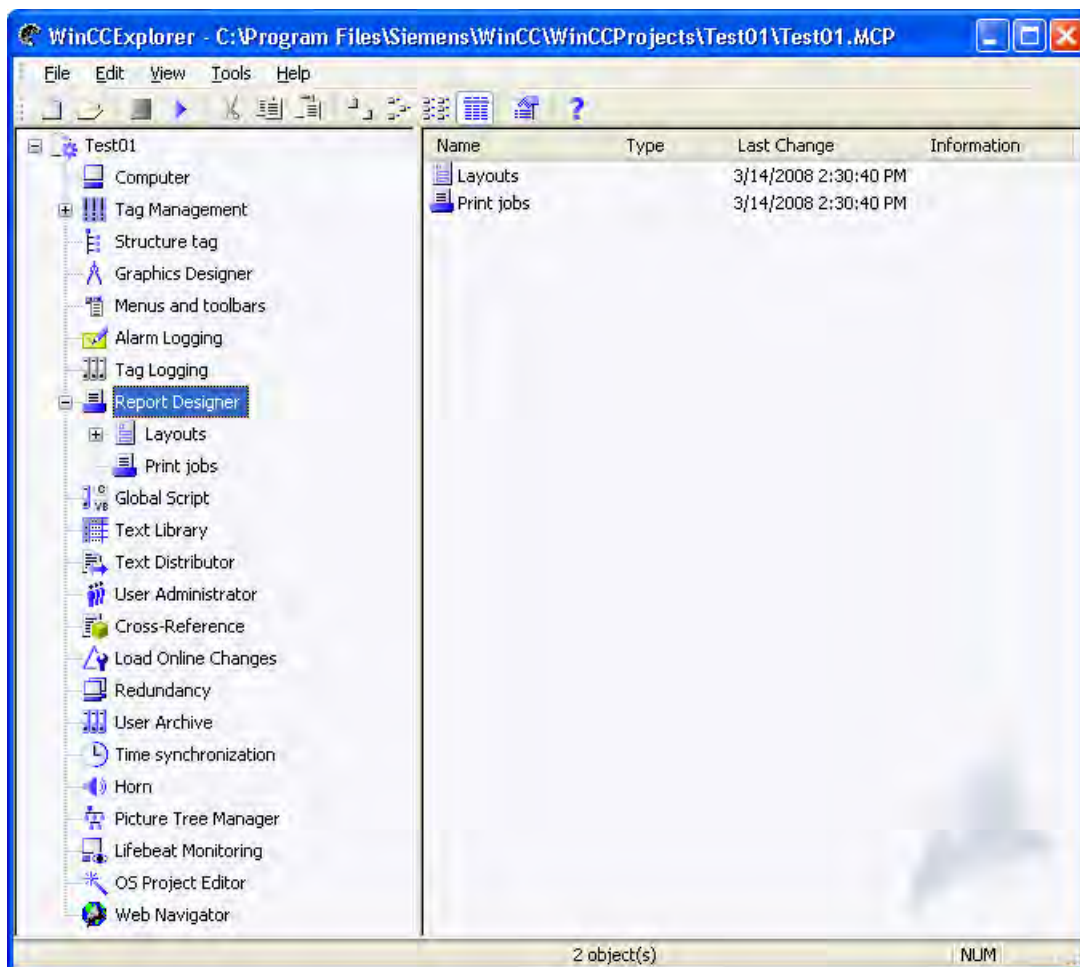 WinCCExplorer - C:\Program Files\Siemens\WinCC\WinCCProjects\Test01\Test01.MCP
File Edit View Tools Help
?
Test01
Computer
Tag Management
Structure tag
Graphics Designer
Menus and toolbars
Alarm Logging
Tag Logging
Report Designer
Layouts
Print jobs
Global Script
Text Library
Text Distributor
User Administrator
Cross-Reference
Load Online Changes
Redundancy
User Archive
Time synchronization
Horn
Picture Tree Manager
Lifebeat Monitoring
OS Project Editor
Web Navigator
Name Type Last Change Information
Layouts 3/14/2008 2:30:40 PM
Print jobs 3/14/2008 2:30:40 PM
2 object(s) NUM